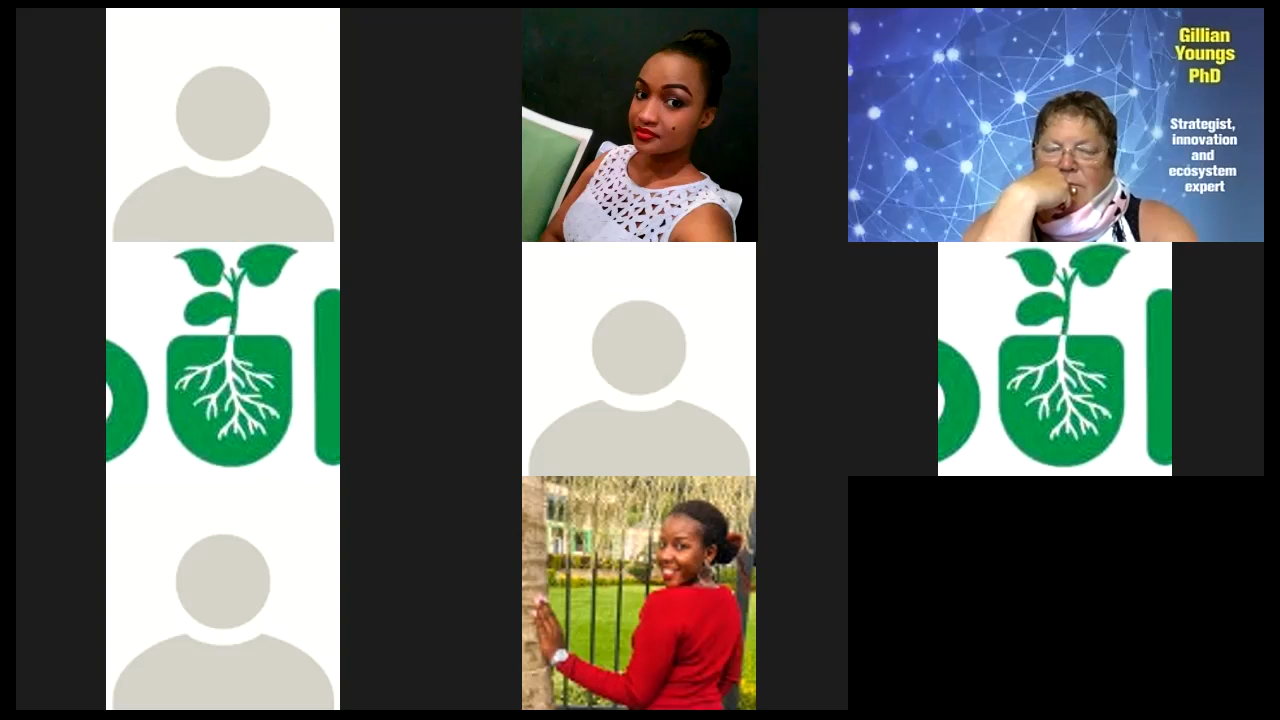 Gillian
Youngs
PhD
Strategist,
innovation
and
ecosystem
expert